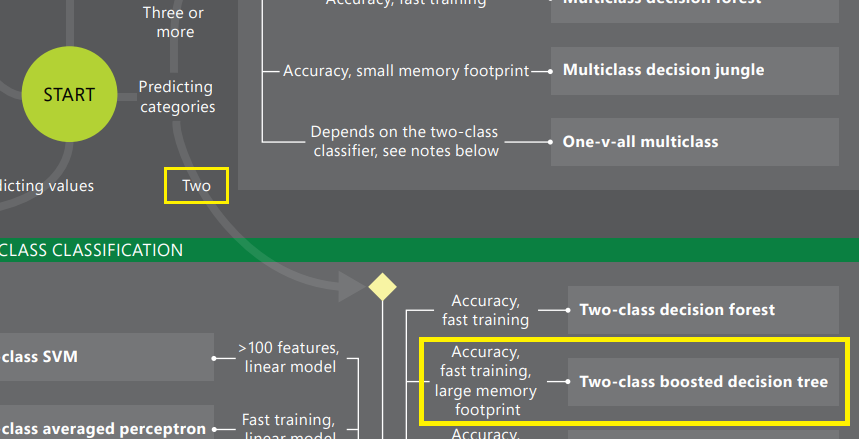 Three or
more
Accuracy, fast training
Multiclass decision forest
START
Predicting
categories
Accuracy, small memory footprint
Multiclass decision jungle
Depends on the two-class
classifier, see notes below
One-v-all multiclass
dicting values
Two
CLASS CLASSIFICATION
Accuracy,
fast training
Two-class decision forest
class SVM
>100 features,
linear model
Accuracy,
fast training,
large memory
footprint
Two-class boosted decision tree
class averaged perceptron
Fast training,
linear model
Accuracy,